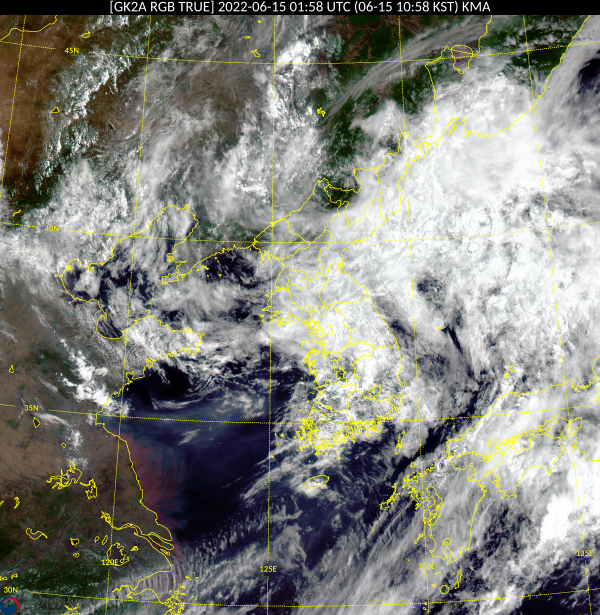 [GK2A RGB TRUE] 2022-06-15 01:58 UTC (06-15 10:58 KST) KMA
45N
40N
35N
120E
125E
130E
135E
30N